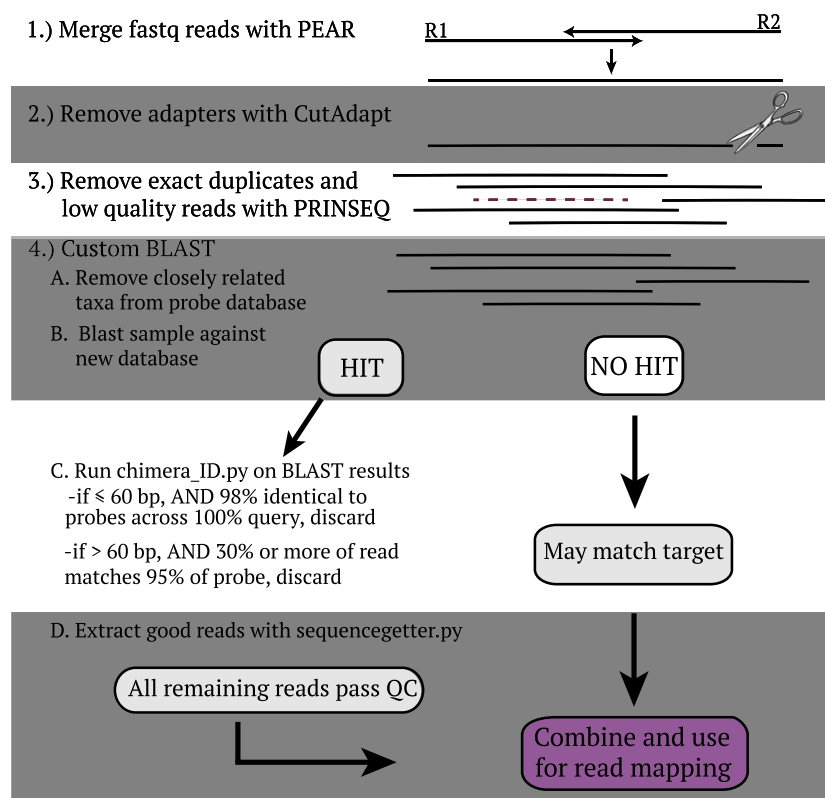 1.) Merge fastq reads with PEAR
R1
R2
2.) Remove adapters with CutAdapt
3.) Remove exact duplicates and
low quality reads with PRINSEQ
4.) Custom BLAST
A. Remove closely related
taxa from probe database
B. Blast sample against
new database
HIT
NO HIT
C. Run chimera_ID.py on BLAST results
-if ≤ 60 bp, AND 98% identical to
probes across 100% query, discard
-if > 60 bp, AND 30% or more of read
matches 95% of probe, discard
May match target
D. Extract good reads with sequencegetter.py
All remaining reads pass QC
Combine and use
for read mapping